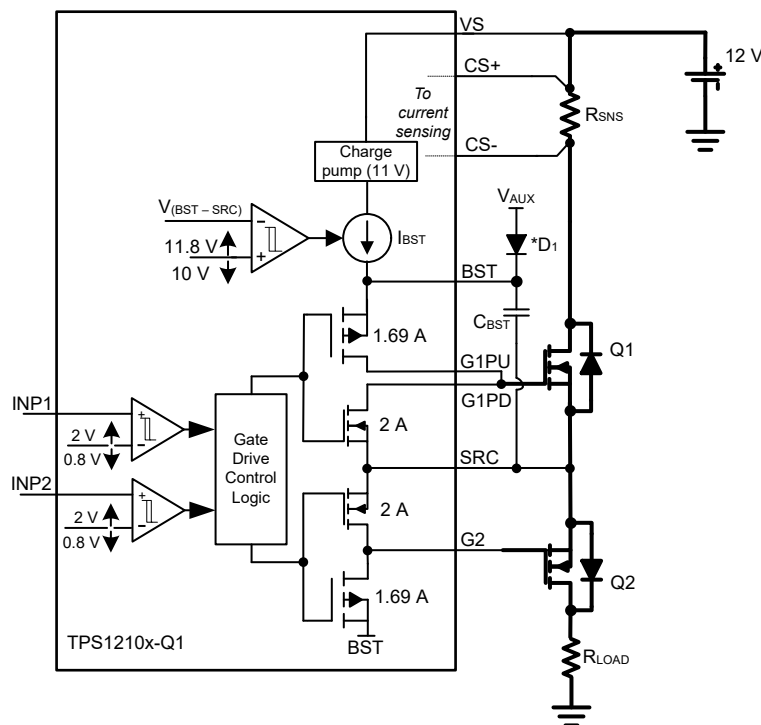 VS
12 V
CS+
To
current
sensing
RSNS
CS-
Charge
pump (11 V)
VAUX
V(BST – SRC)
11.8 V
10 V
IBST
*D1
BST
CBST
1.69 A
Q1
G1PU
G1PD
INP1
2 V
0.8 V
Gate
Drive
Control
Logic
2 A
SRC
INP2
2 V
0.8 V
2 A
G2
Q2
1.69 A
TPS1210x-Q1
BST
RLOAD